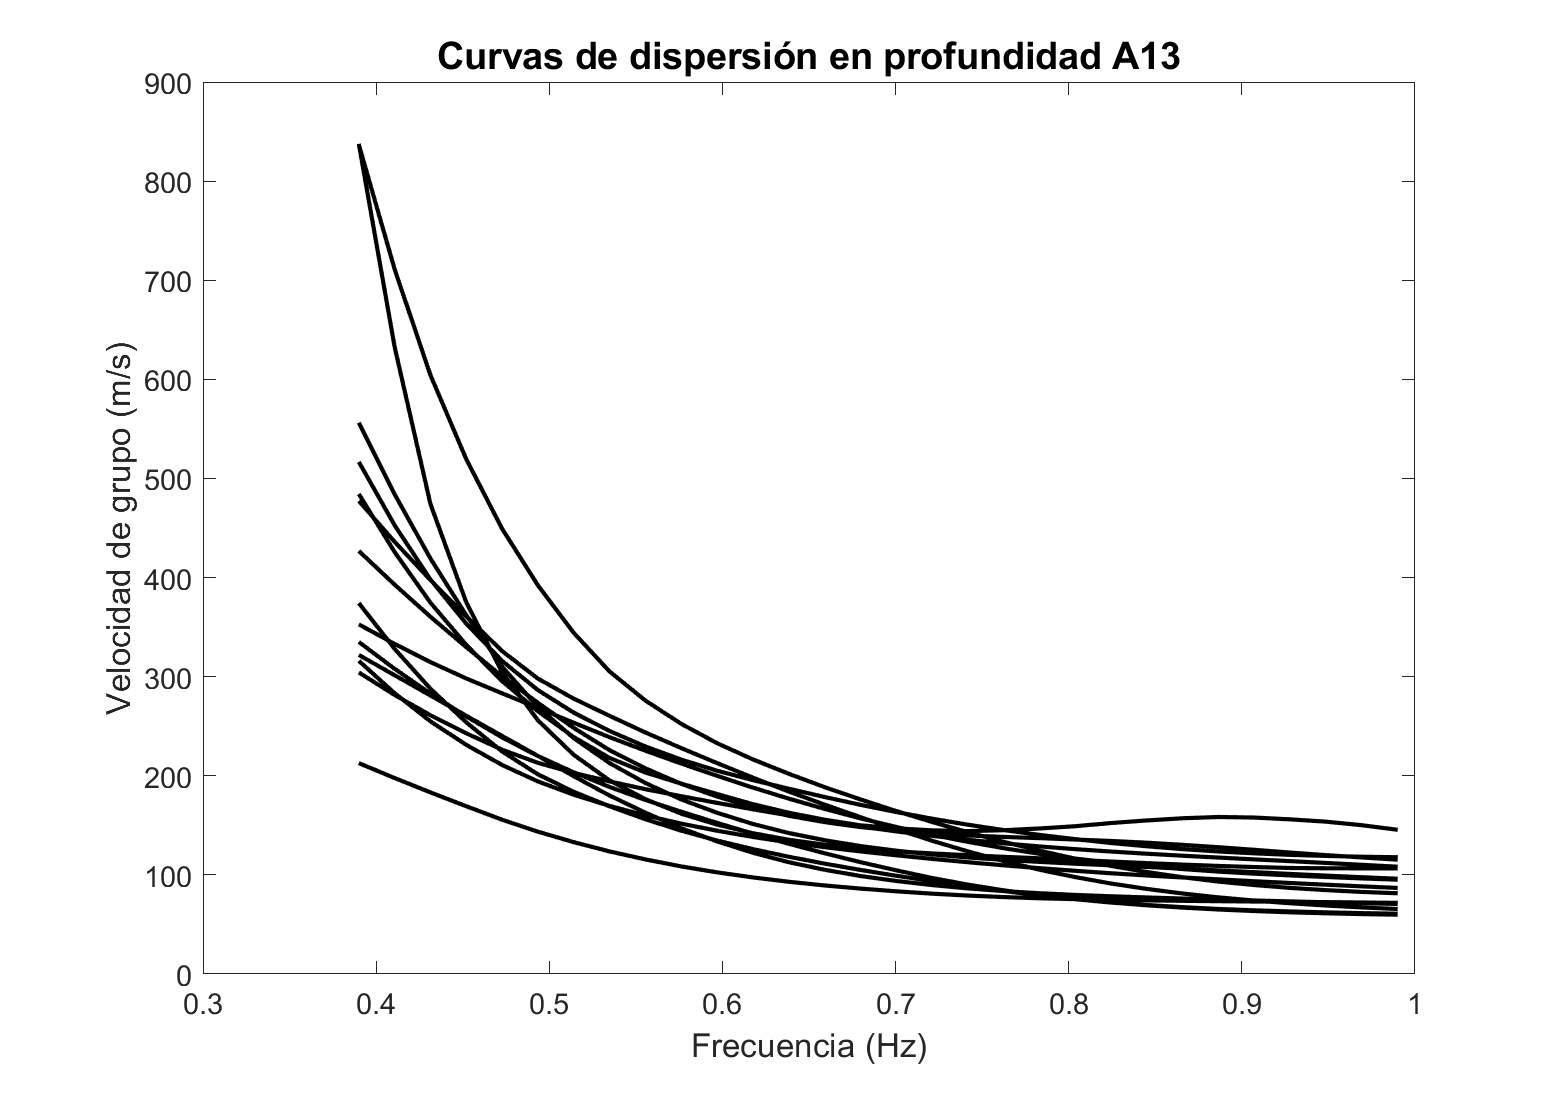 Curvas de dispersión en profundidad A13
900
800
700
600
500
400
300
200
100
0
Velocidad de grupo (m/s)
0.3 0.4 0.5 0.6 0.7 0.8 0.9 1
Frecuencia (Hz)